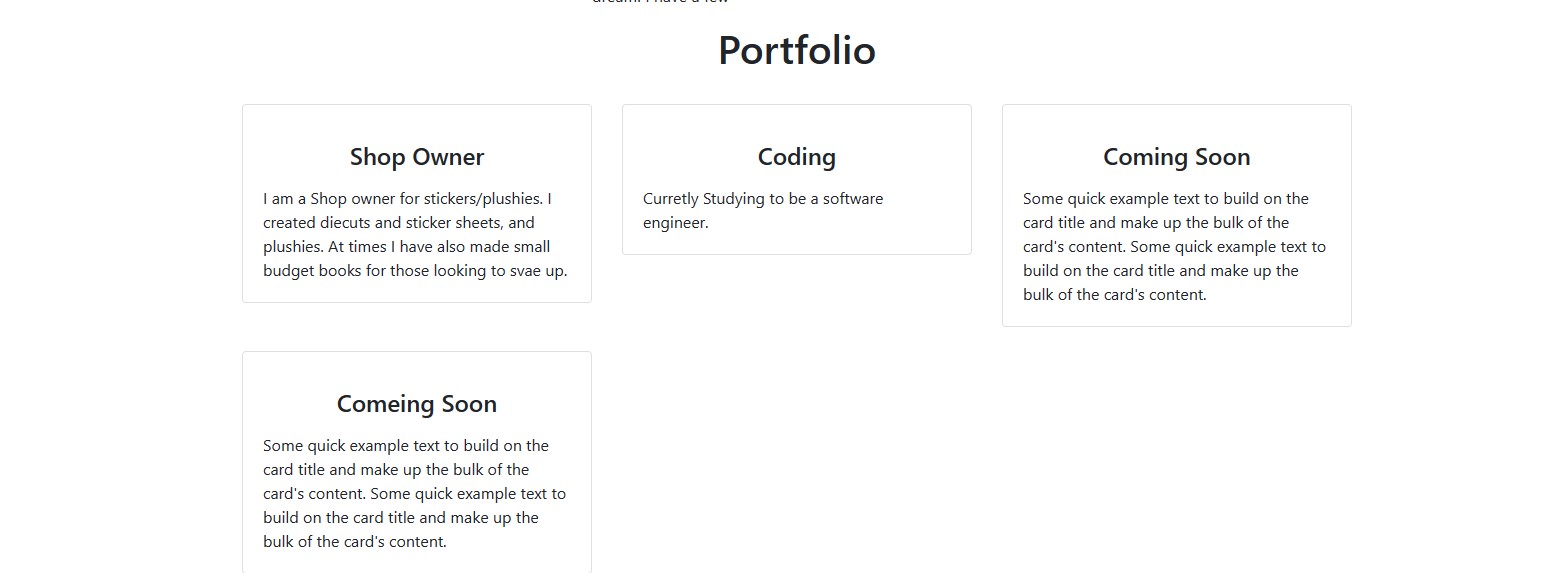 dream! I have a few
Portfolio
Shop Owner
I am a Shop owner for stickers/plushies. I
created diecuts and sticker sheets, and
plushies. At times I have also made small
budget books for those looking to svae up.
Coding
Curretly Studying to be a software
engineer.
Coming Soon
Some quick example text to build on the
card title and make up the bulk of the
card's content. Some quick example text to
build on the card title and make up the
bulk of the card's content.
Comeing Soon
Some quick example text to build on the
card title and make up the bulk of the
card's content. Some quick example text to
build on the card title and make up the
bulk of the card's content.